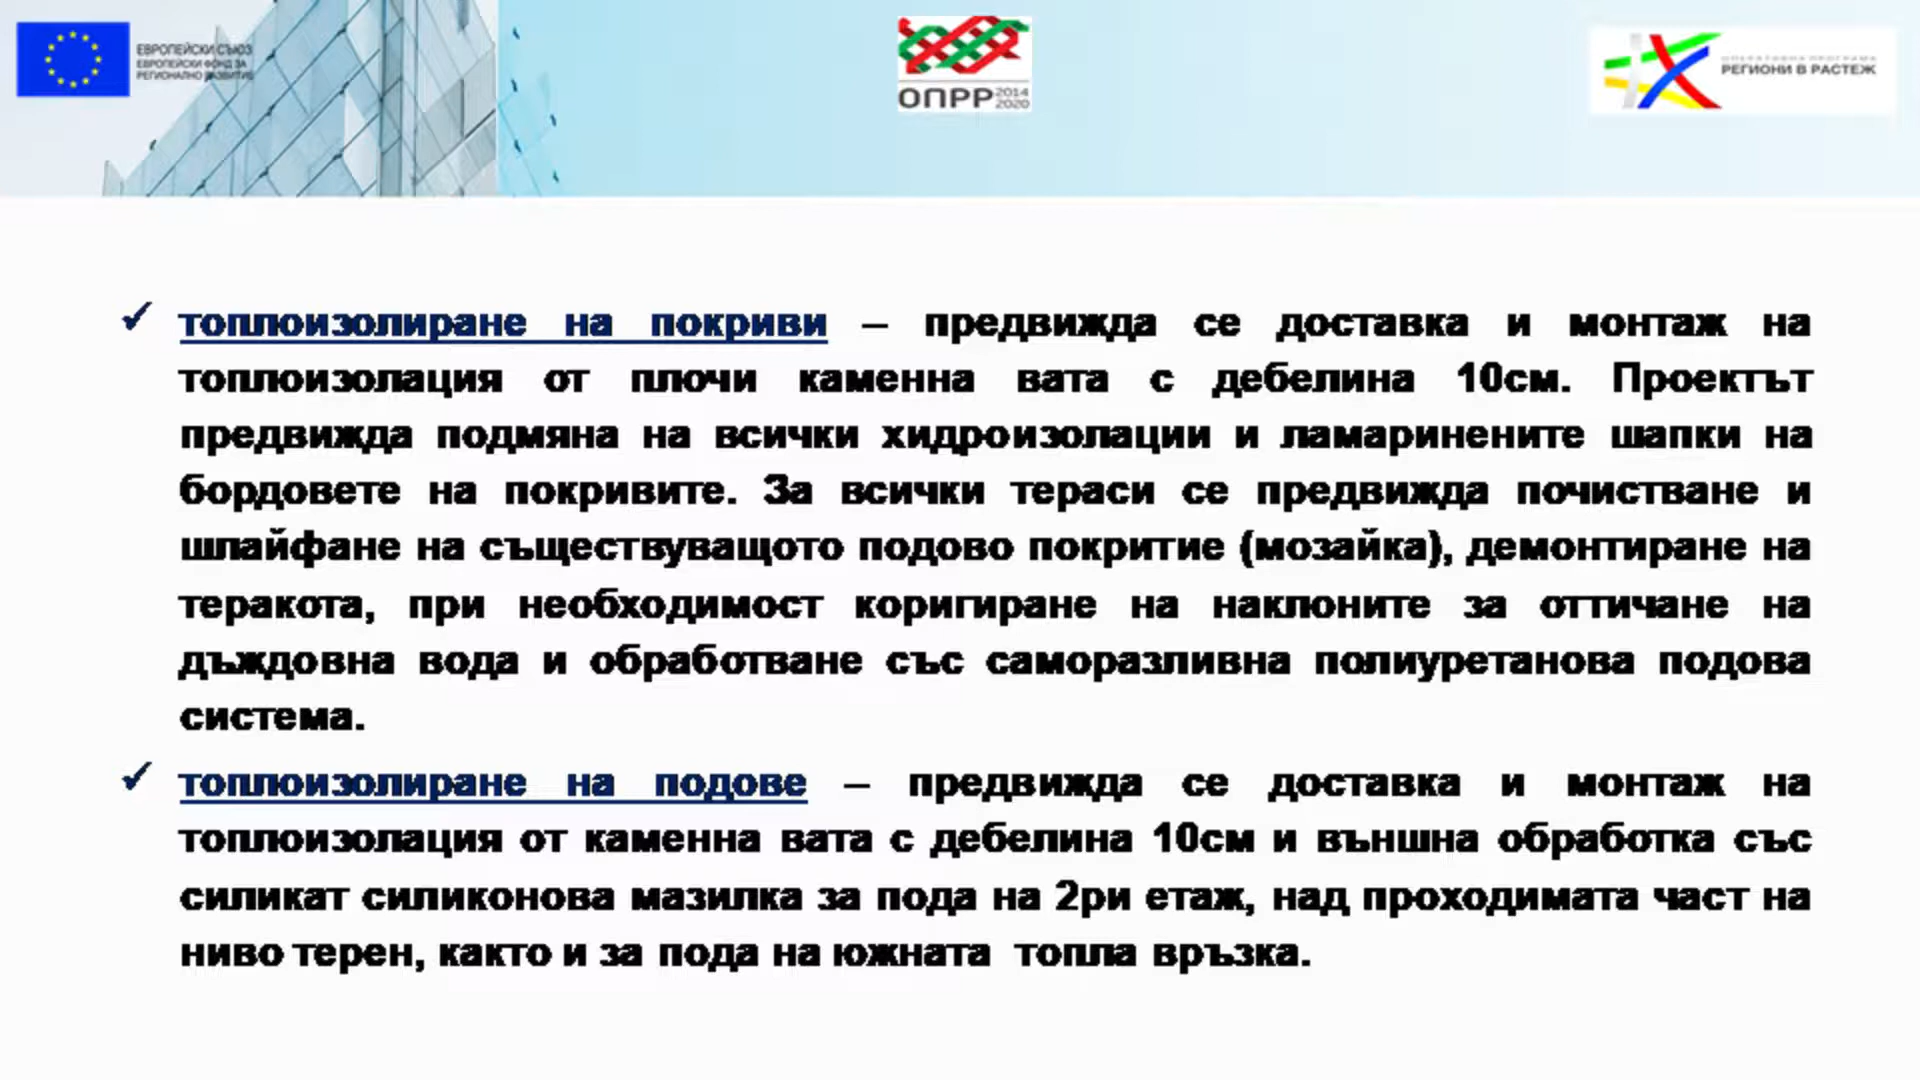 ЕВРОПЕЙСКИ СЪЮЗ
ЕВРОПЕЙСКИ ФОНД ЗА
РЕГИОНАЛНО РАЗВИТИЕ
ОПРР 2014
2020
ОПЕРАТИВНА ПРОГРАМА
РЕГИОНИ В РАСТЕЖ
✓ топлоизолиране на покриви – предвижда се доставка и монтаж на
топлоизолация от плочи каменна вата с дебелина 10см. Проектът
предвижда подмяна на всички хидроизолации и ламаринените шапки на
бордовете на покривите. За всички тераси се предвижда почистване и
шлайфане на съществуващото подово покритие (мозайка), демонтиране на
теракота, при необходимост коригиране на наклоните за оттичане на
дъждовна вода и обработване със саморазливна полиуретанова подова
система.
✓ топлоизолиране на подове – предвижда се доставка и монтаж на
топлоизолация от каменна вата с дебелина 10см и външна обработка със
силикат силиконова мазилка за пода на 2ри етаж, над проходимата част на
ниво терен, както и за пода на южната топла връзка.